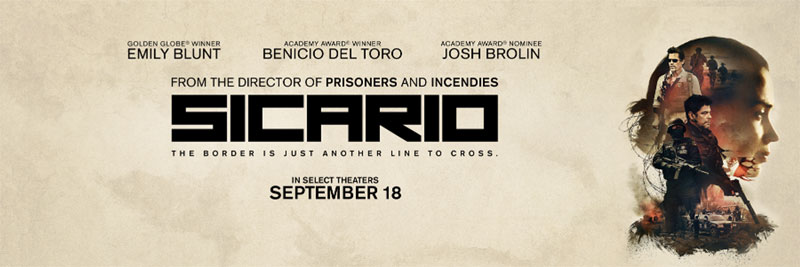 GOLDEN GLOBE® WINNER
EMILY BLUNT
ACADEMY AWARD® WINNER
BENICIO DEL TORO
ACADEMY AWARD® NOMINEE
JOSH BROLIN
FROM THE DIRECTOR OF PRISONERS AND INCENDIES
SICARIO
THE BORDER IS JUST ANOTHER LINE TO CROSS.
IN SELECT THEATERS
SEPTEMBER 18